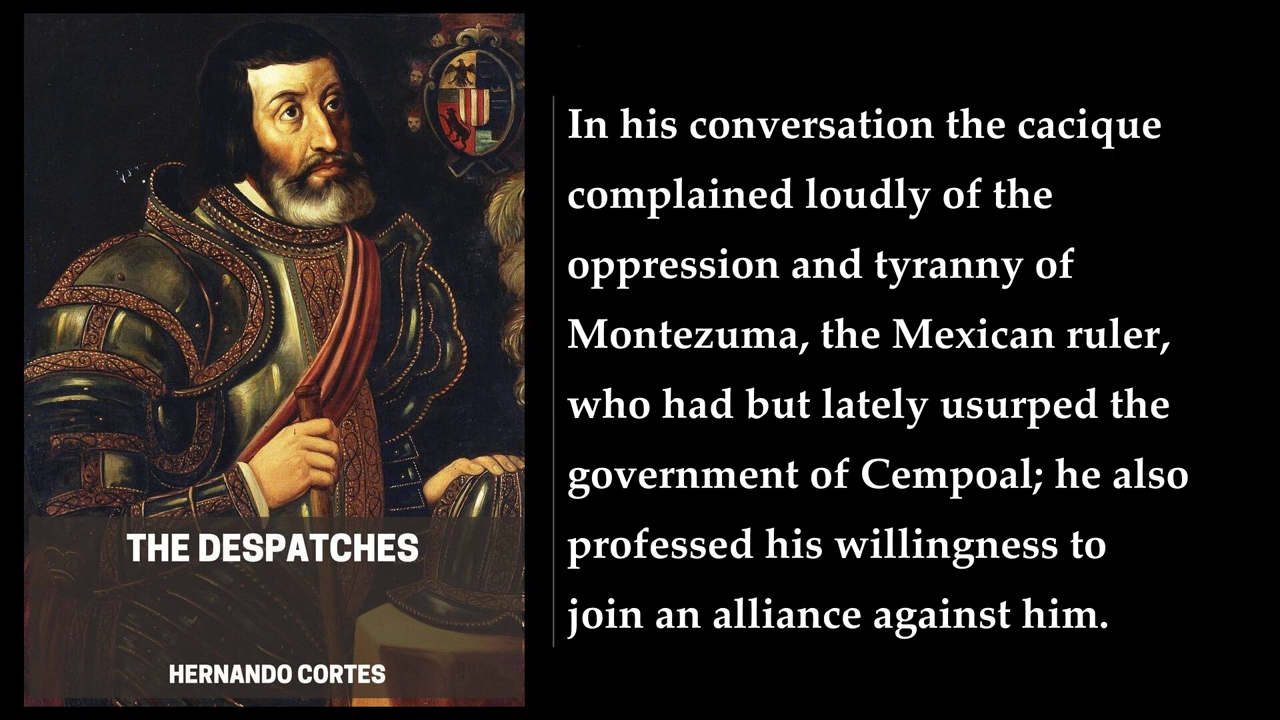 THE DESPATCHES
HERNANDO CORTES
In his conversation the cacique
complained loudly of the
oppression and tyranny of
Montezuma, the Mexican ruler,
who had but lately usurped the
government of Cempoal; he also
professed his willingness to
join an alliance against him.